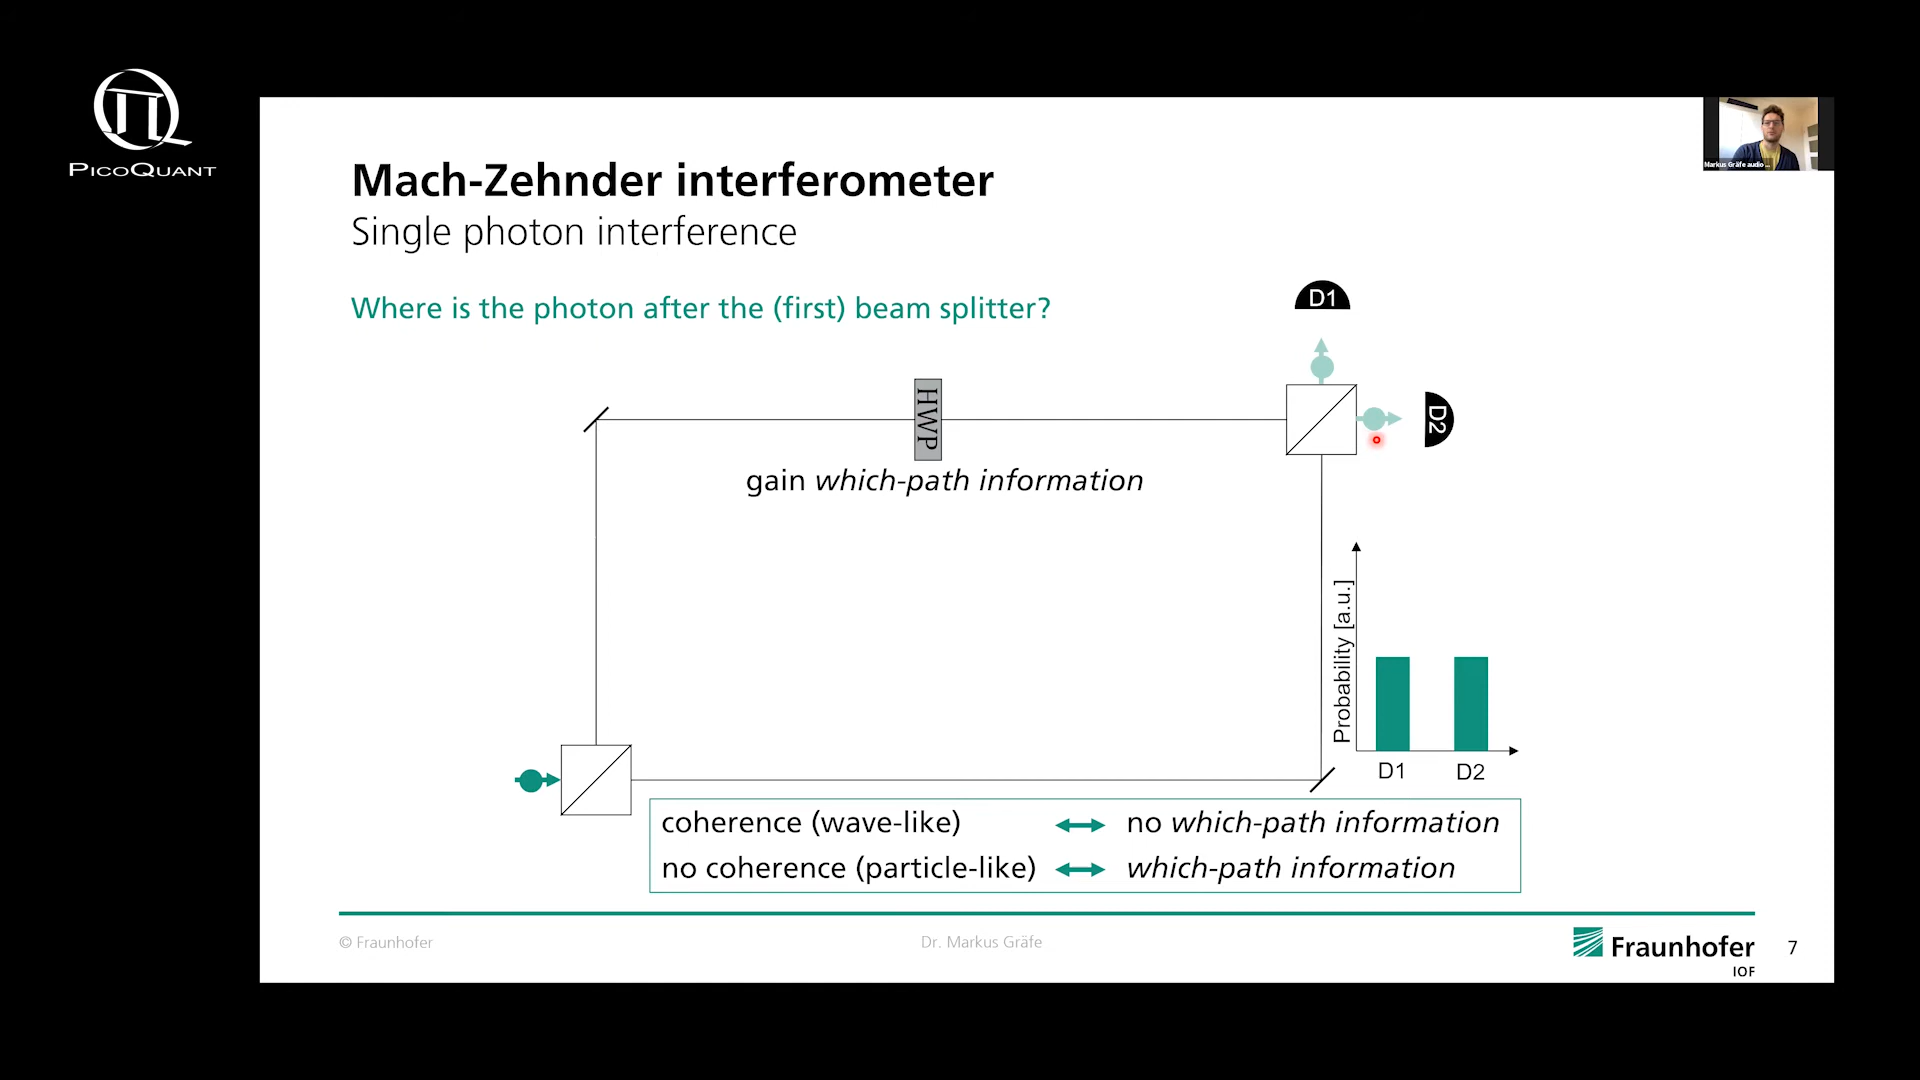 PicoQuant
Markus Gräfe audio ...
Mach-Zehnder interferometer
Single photon interference
Where is the photon after the (first) beam splitter?
D1
HWP
D2
gain which-path information
Probability [a.u.]
D1 D2
coherence (wave-like) no which-path information
no coherence (particle-like) which-path information
© Fraunhofer
Dr. Markus Gräfe
Fraunhofer
IOF
7